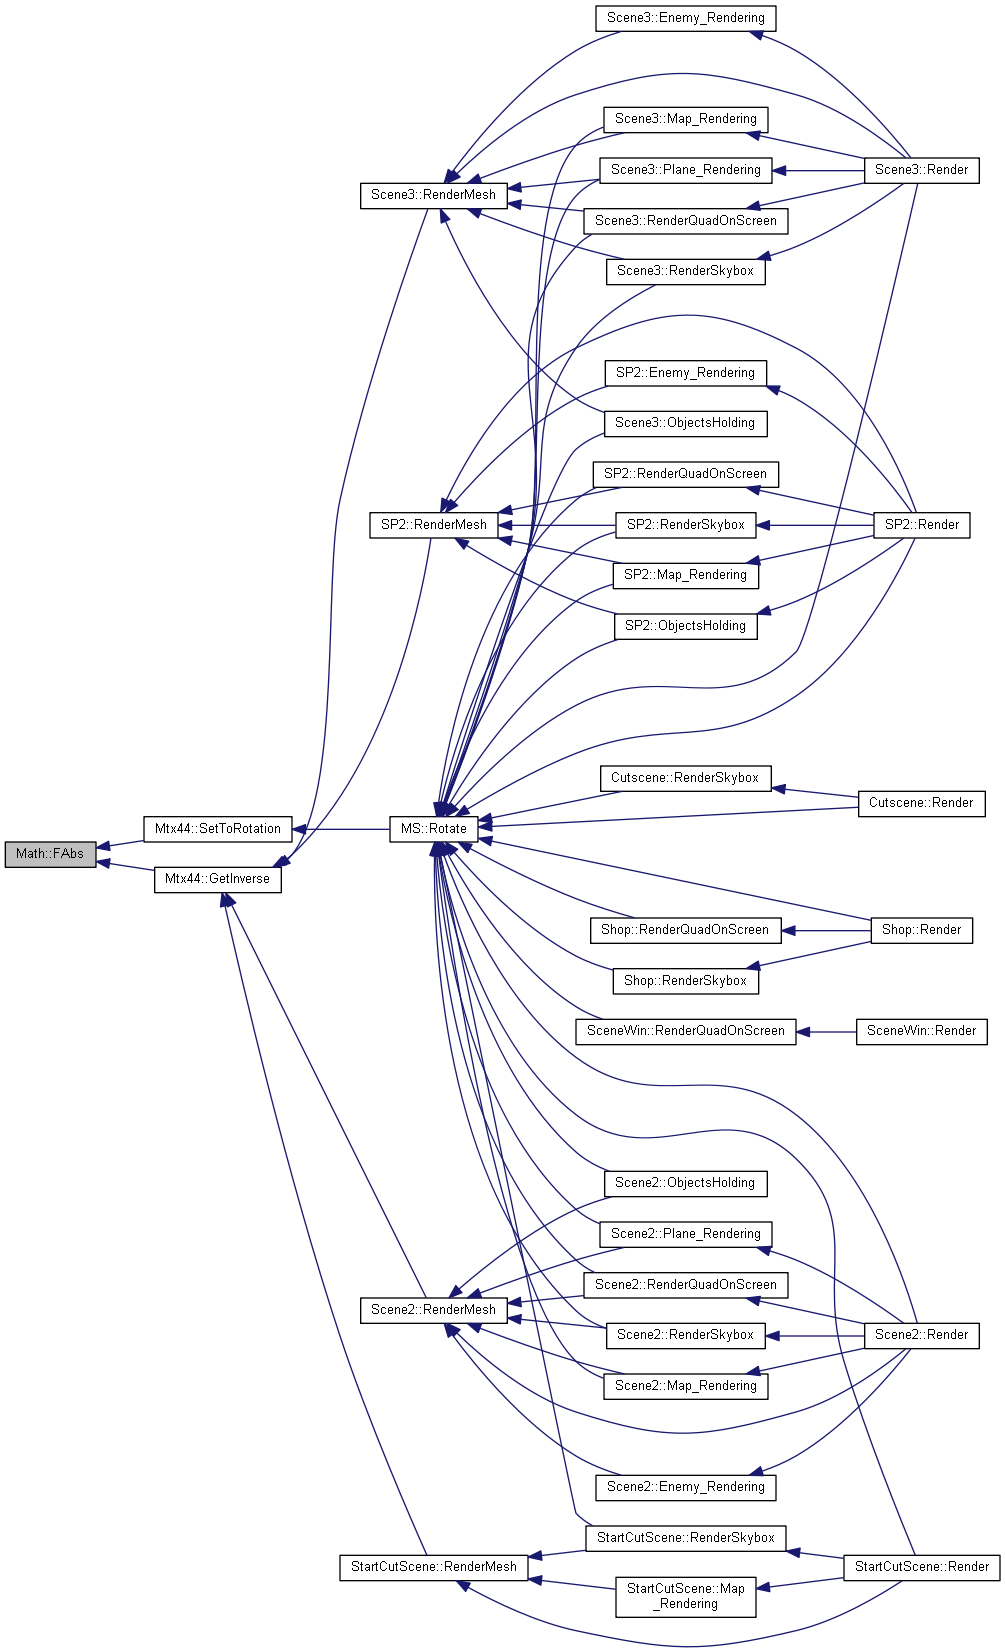 Scene3::Enemy_Rendering
Scene3::Map_Rendering
Scene3::Plane_Rendering
Scene3::Render
Scene3::RenderMesh
Scene3::RenderQuadOnScreen
Scene3::RenderSkybox
SP2::Enemy_Rendering
Scene3::ObjectsHolding
SP2::RenderQuadOnScreen
SP2::RenderMesh
SP2::RenderSkybox
SP2::Render
SP2::Map_Rendering
SP2::ObjectsHolding
Cutscene::RenderSkybox
Cutscene::Render
Mtx44::SetToRotation
MS::Rotate
Math::FAbs
Mtx44::GetInverse
Shop::RenderQuadOnScreen
Shop::Render
Shop::RenderSkybox
SceneWin::RenderQuadOnScreen
SceneWin::Render
Scene2::ObjectsHolding
Scene2::Plane_Rendering
Scene2::RenderQuadOnScreen
Scene2::RenderMesh
Scene2::RenderSkybox
Scene2::Render
Scene2::Map_Rendering
Scene2::Enemy_Rendering
StartCutScene::RenderSkybox
StartCutScene::RenderMesh
StartCutScene::Render
StartCutScene::Map
_Rendering